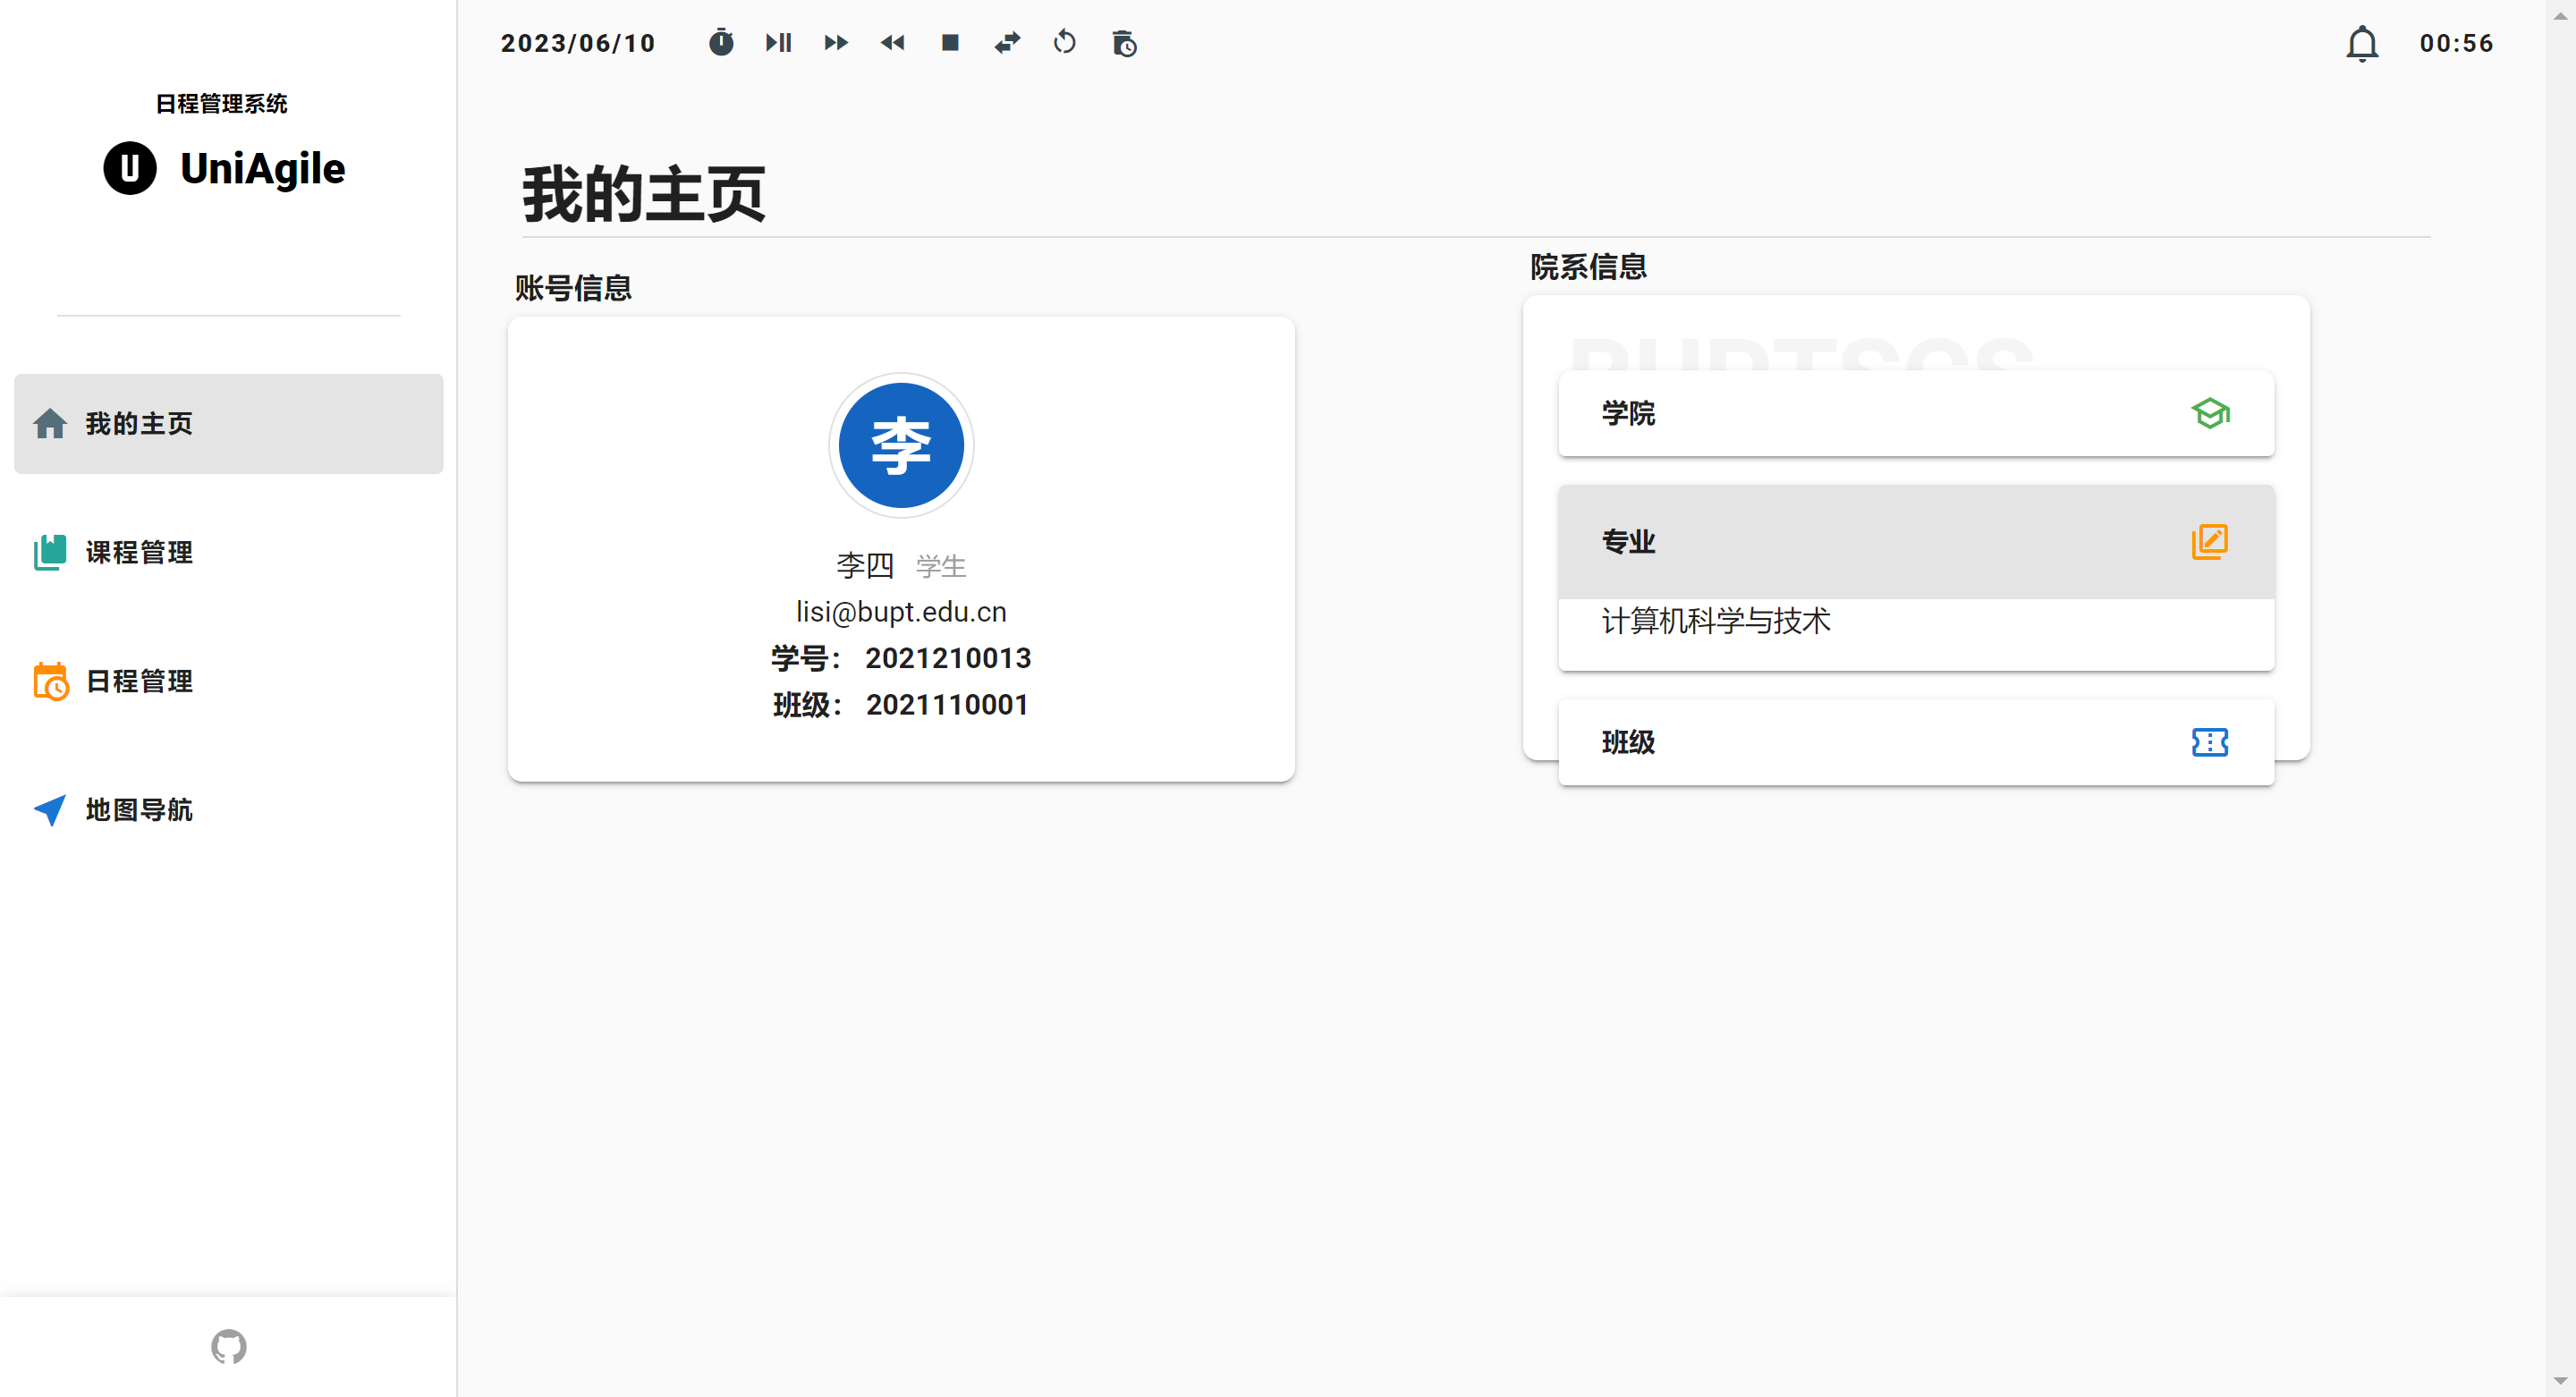 日程管理系统
U UniAgile
我的主页
课程管理
日程管理
地图导航
2023/06/10
00:56
我的主页
账号信息
李
李四 学生
lisi@bupt.edu.cn
学号： 2021210013
班级： 2021110001
院系信息
BUPTSCS
学院
专业
计算机科学与技术
班级